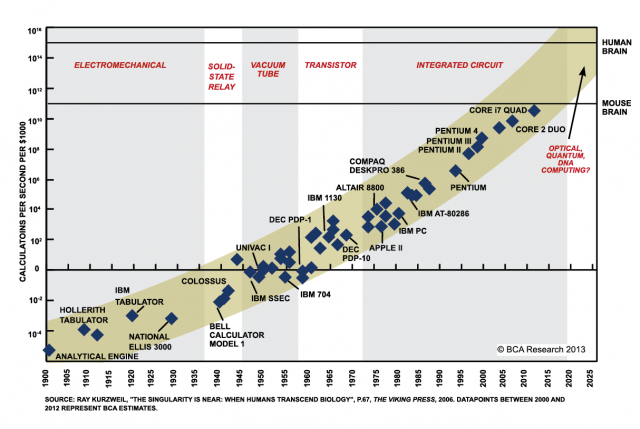 10¹⁶
10¹⁴
10¹²
10¹⁰
10⁸
10⁶
10⁴
10²
0
10⁻²
10⁻⁴
CALCULATIONS PER SECOND PER $1000
ELECTROMECHANICAL
SOLID-
STATE
RELAY
VACUUM
TUBE
TRANSISTOR
INTEGRATED CIRCUIT
HUMAN
BRAIN
MOUSE
BRAIN
CORE i7 QUAD
CORE 2 DUO
PENTIUM 4
PENTIUM III
PENTIUM II
PENTIUM
OPTICAL,
QUANTUM,
DNA
COMPUTING?
COMPAQ
DESKPRO 386
ALTAIR 8800
IBM 1130
IBM AT-80286
DEC PDP-1
IBM PC
APPLE II
DEC
PDP-10
UNIVAC I
COLOSSUS
IBM SSEC
IBM 704
IBM
TABULATOR
HOLLERITH
TABULATOR
NATIONAL
ELLIS 3000
BELL
CALCULATOR
MODEL 1
ANALYTICAL ENGINE
© BCA Research 2013
1900 1905 1910 1915 1920 1925 1930 1935 1940 1945 1950 1955 1960 1965 1970 1975 1980 1985 1990 1995 2000 2005 2010 2015 2020 2025
SOURCE: RAY KURZWEIL, "THE SINGULARITY IS NEAR: WHEN HUMANS TRANSCEND BIOLOGY", P.67, THE VIKING PRESS, 2006. DATAPOINTS BETWEEN 2000 AND
2012 REPRESENT BCA ESTIMATES.